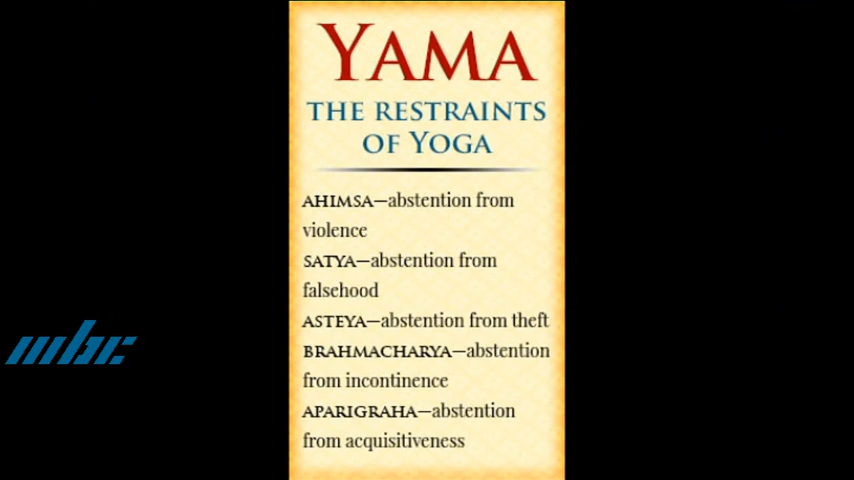 YAMA
THE RESTRAINTS
OF YOGA
AHIMSA—abstention from
violence
SATYA—abstention from
falsehood
ASTEYA—abstention from theft
BRAHMACHARYA—abstention
from incontinence
APARIGRAHA—abstention
from acquisitiveness
mbc